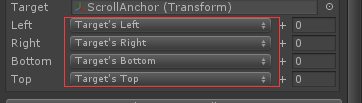 Target ScrollAnchor (Transform)
Left Target's Left + 0
Right Target's Right + 0
Bottom Target's Bottom + 0
Top Target's Top + 0